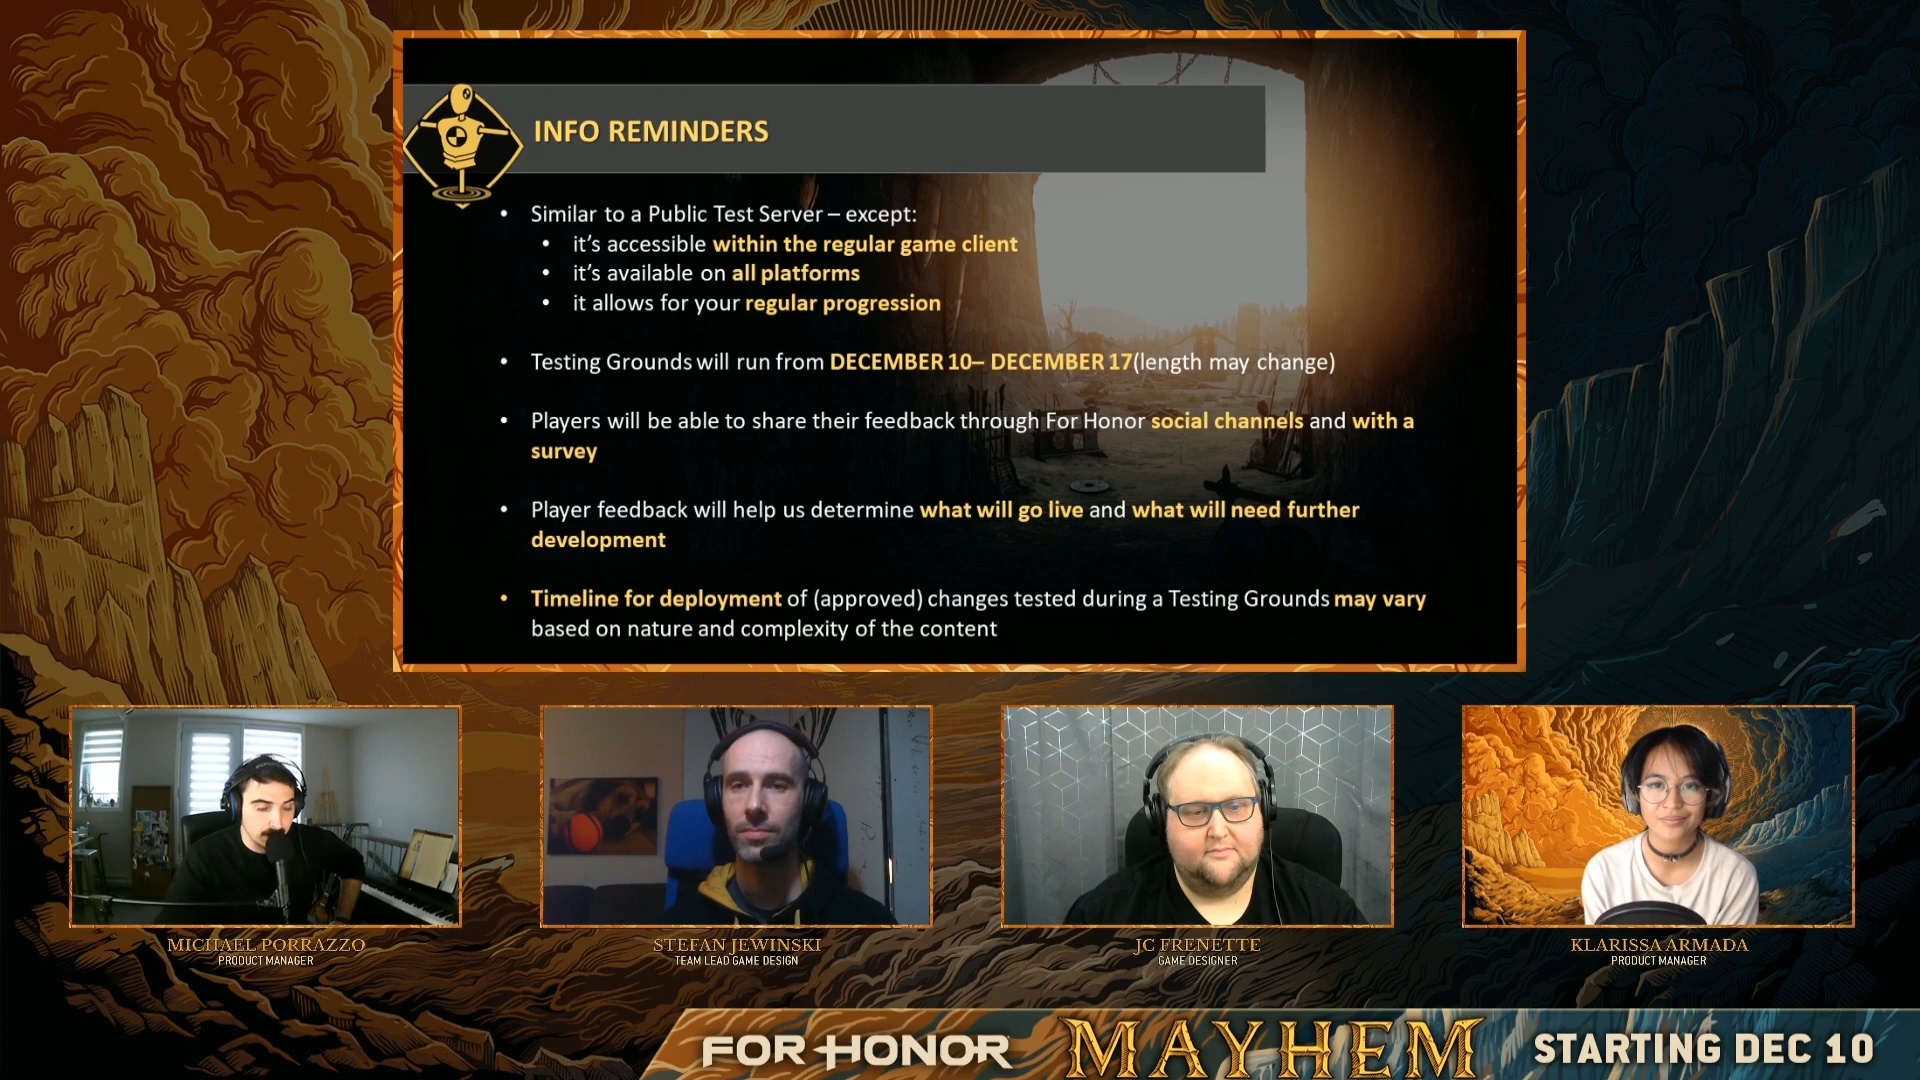 INFO REMINDERS
• Similar to a Public Test Server – except:
• it's accessible within the regular game client
• it's available on all platforms
• it allows for your regular progression
• Testing Grounds will run from DECEMBER 10– DECEMBER 17(length may change)
• Players will be able to share their feedback through For Honor social channels and with a
survey
• Player feedback will help us determine what will go live and what will need further
development
• Timeline for deployment of (approved) changes tested during a Testing Grounds may vary
based on nature and complexity of the content
MICHAEL PORRAZZO
PRODUCT MANAGER
STEFAN JEWINSKI
TEAM LEAD GAME DESIGN
JC FRENETTE
GAME DESIGNER
KLARISSA ARMADA
PRODUCT MANAGER
FOR HONOR MAYHEM STARTING DEC 10